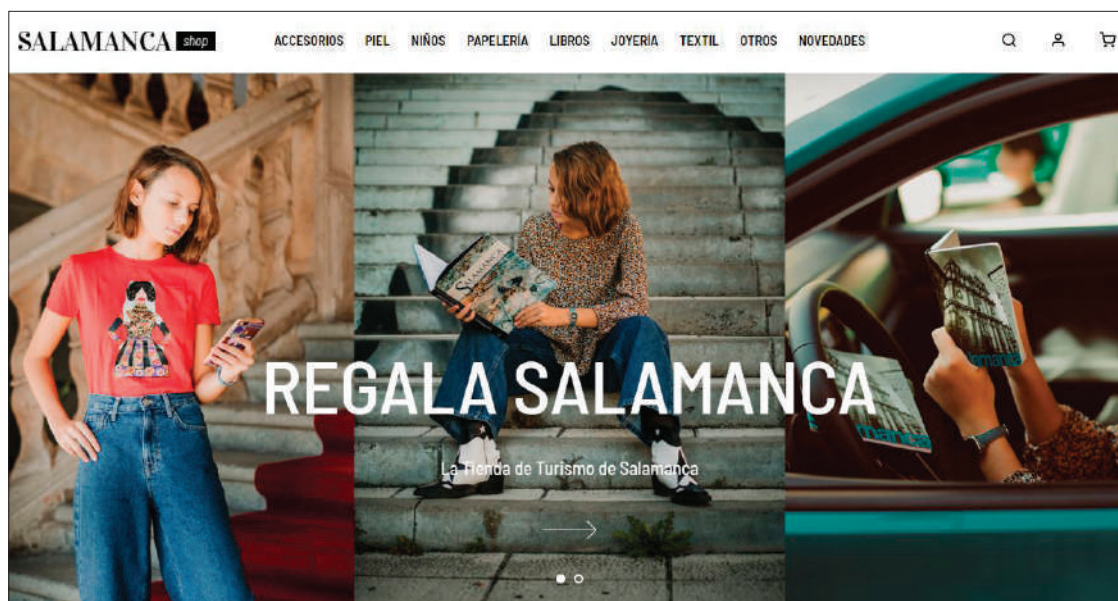 SALAMANCA shop
ACCESORIOS PIEL NIÑOS PAPELERÍA LIBROS JOYERÍA TEXTIL OTROS NOVEDADES
SALAMANCA
REGALA SALAMANCA
La Tienda de Turismo de Salamanca